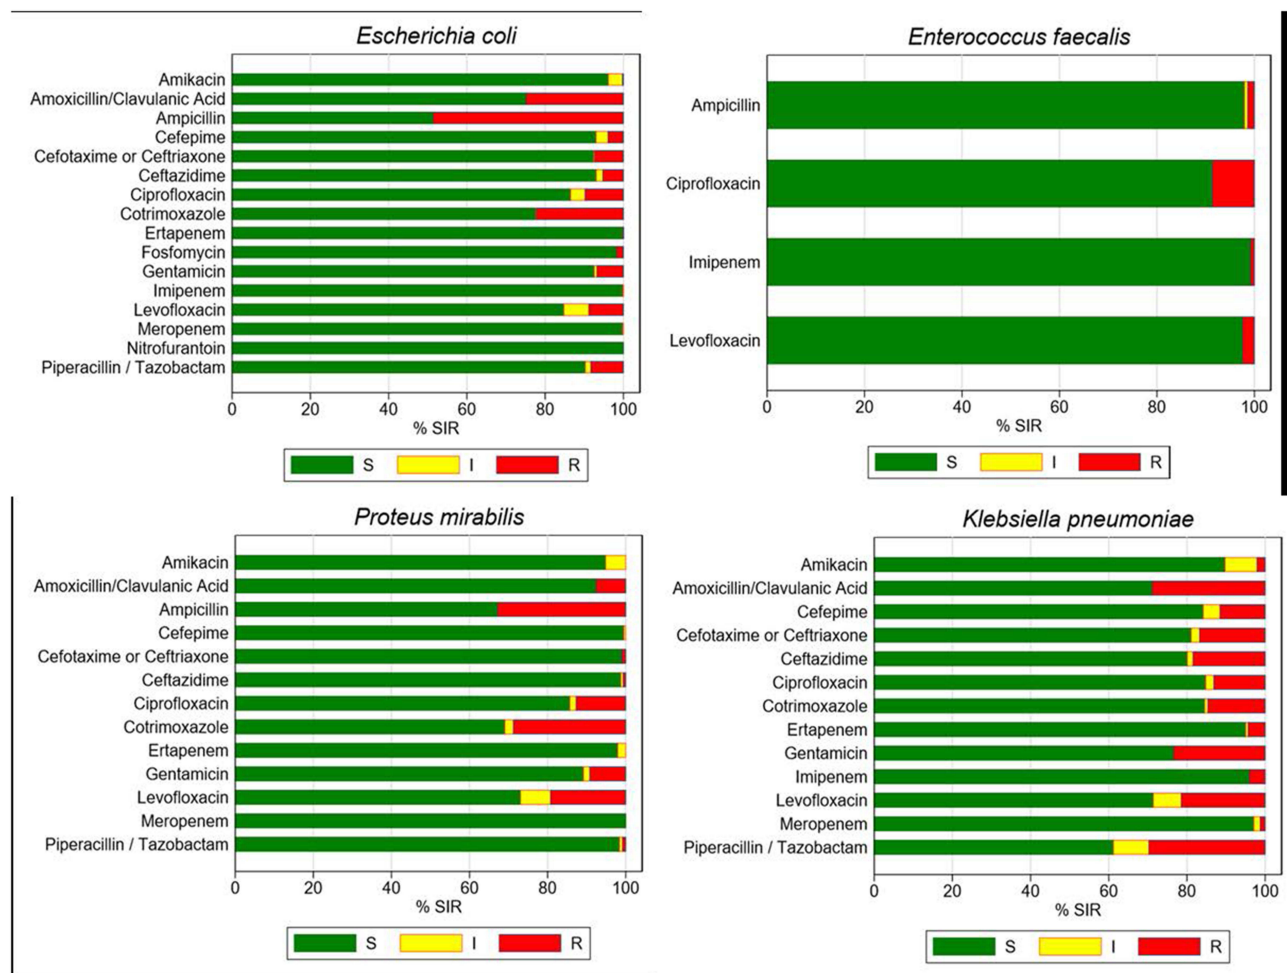 Escherichia coli
Amikacin
Amoxicillin/Clavulanic Acid
Ampicillin
Cefepime
Cefotaxime or Ceftriaxone
Ceftazidime
Ciprofloxacin
Cotrimoxazole
Ertapenem
Fosfomycin
Gentamicin
Imipenem
Levofloxacin
Meropenem
Nitrofurantoin
Piperacillin / Tazobactam
0 20 40 60 80 100
% SIR
S I R
Enterococcus faecalis
Ampicillin
Ciprofloxacin
Imipenem
Levofloxacin
0 20 40 60 80 100
% SIR
S I R
Proteus mirabilis
Amikacin
Amoxicillin/Clavulanic Acid
Ampicillin
Cefepime
Cefotaxime or Ceftriaxone
Ceftazidime
Ciprofloxacin
Cotrimoxazole
Ertapenem
Gentamicin
Levofloxacin
Meropenem
Piperacillin / Tazobactam
0 20 40 60 80 100
% SIR
S I R
Klebsiella pneumoniae
Amikacin
Amoxicillin/Clavulanic Acid
Cefepime
Cefotaxime or Ceftriaxone
Ceftazidime
Ciprofloxacin
Cotrimoxazole
Ertapenem
Gentamicin
Imipenem
Levofloxacin
Meropenem
Piperacillin / Tazobactam
0 20 40 60 80 100
% SIR
S I R